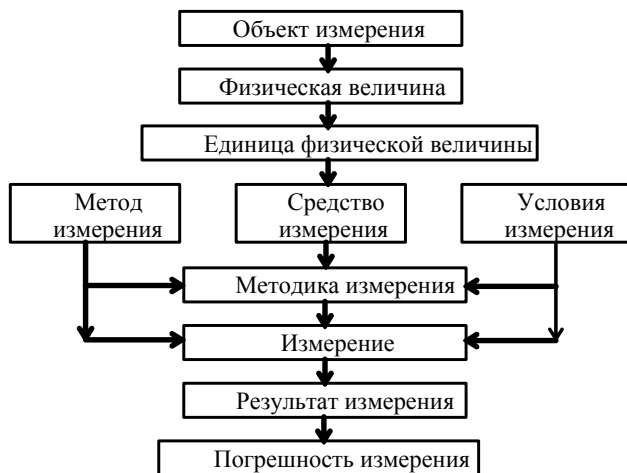 Объект измерения
Физическая величина
Единица физической величины
Метод
измерения
Средство
измерения
Условия
измерения
Методика измерения
Измерение
Результат измерения
Погрешность измерения